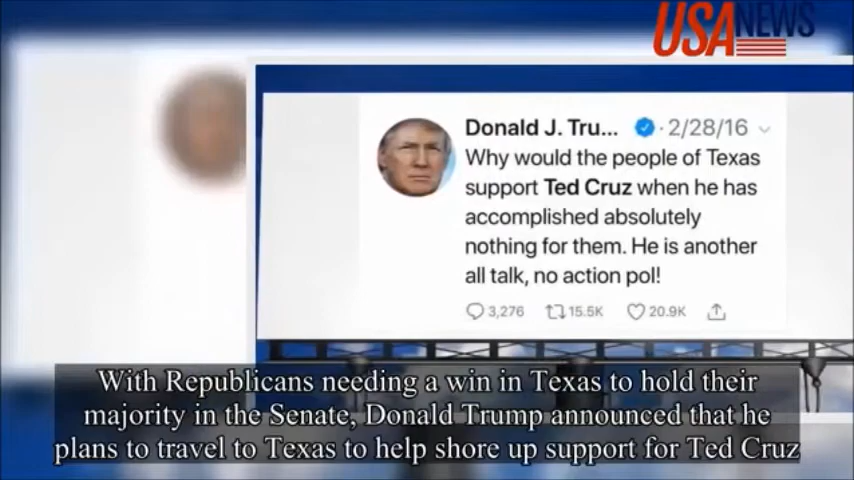 USANEWS
Donald J. Tru... · 2/28/16
Why would the people of Texas
support Ted Cruz when he has
accomplished absolutely
nothing for them. He is another
all talk, no action pol!
3,276 15.5K 20.9K
With Republicans needing a win in Texas to hold their
majority in the Senate, Donald Trump announced that he
plans to travel to Texas to help shore up support for Ted Cruz